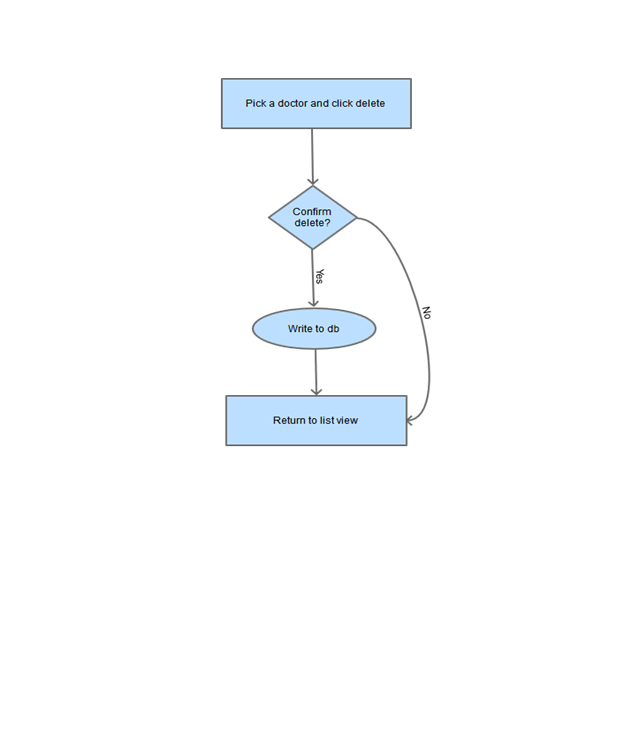 Pick a doctor and click delete
Confirm
delete?
Yes
No
Write to db
Return to list view